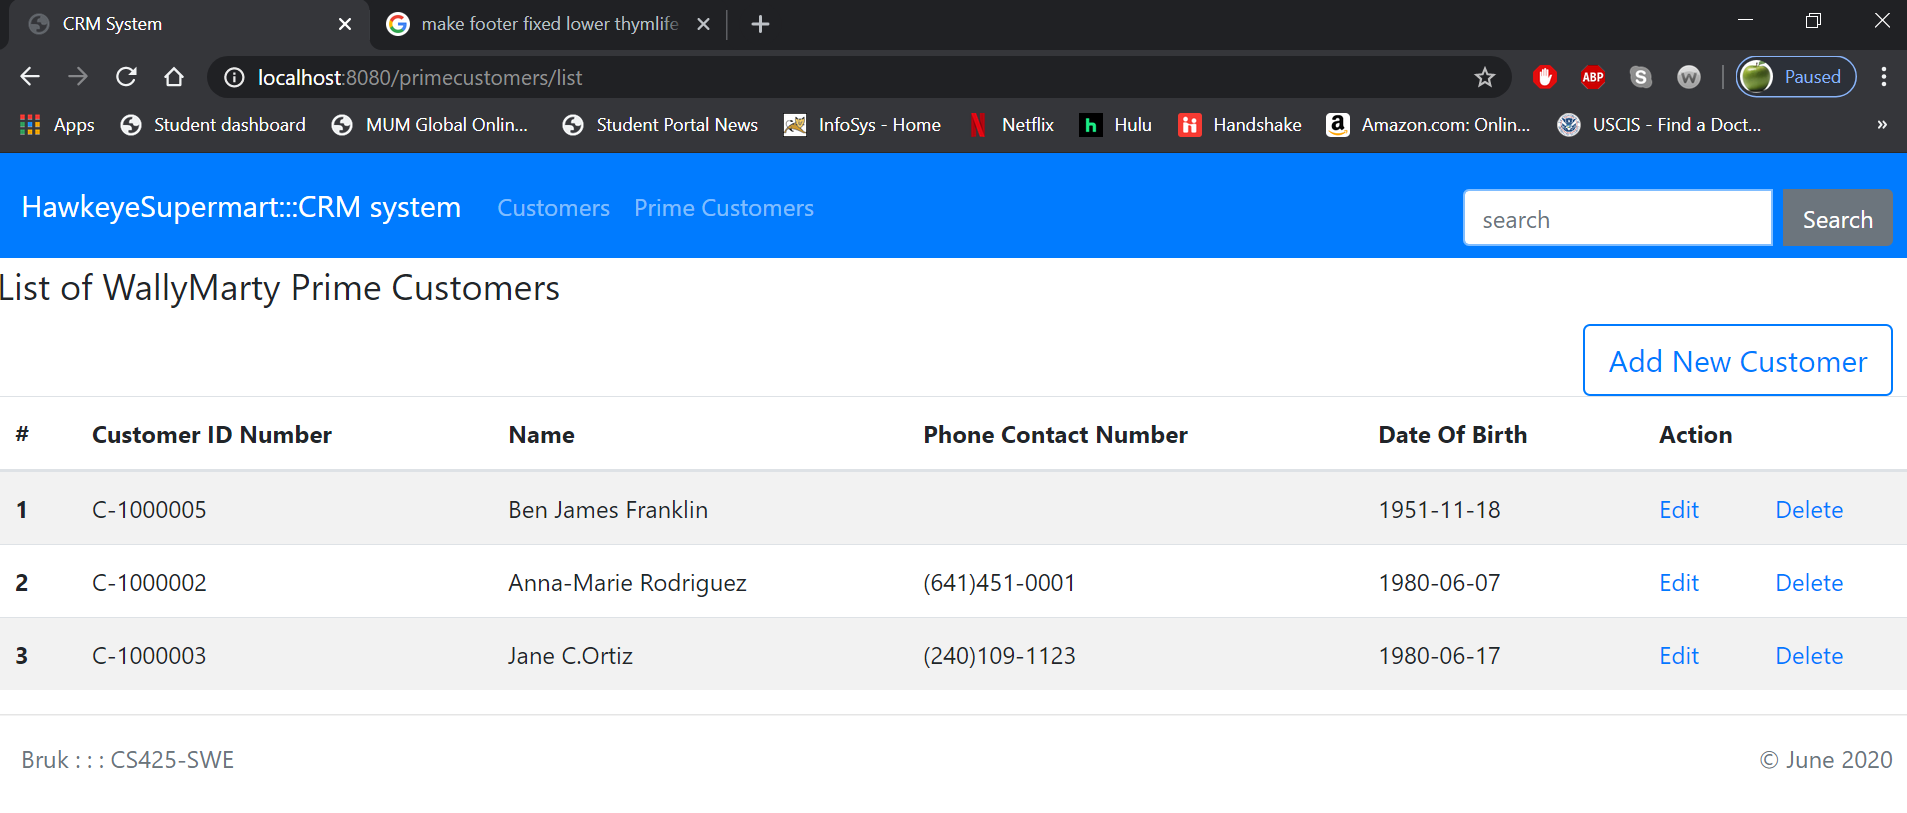 CRM System
make footer fixed lower thymlife
localhost:8080/primecustomers/list
ABP
S
W
Paused
Apps
Student dashboard
MUM Global Onlin...
Student Portal News
InfoSys - Home
Netflix
Hulu
Handshake
Amazon.com: Onlin...
USCIS - Find a Doct...
»
HawkeyeSupermart:::CRM system Customers Prime Customers search Search
List of WallyMarty Prime Customers
Add New Customer
# Customer ID Number Name Phone Contact Number Date Of Birth Action
1 C-1000005 Ben James Franklin 1951-11-18 Edit Delete
2 C-1000002 Anna-Marie Rodriguez (641)451-0001 1980-06-07 Edit Delete
3 C-1000003 Jane C.Ortiz (240)109-1123 1980-06-17 Edit Delete
Bruk : : : CS425-SWE © June 2020